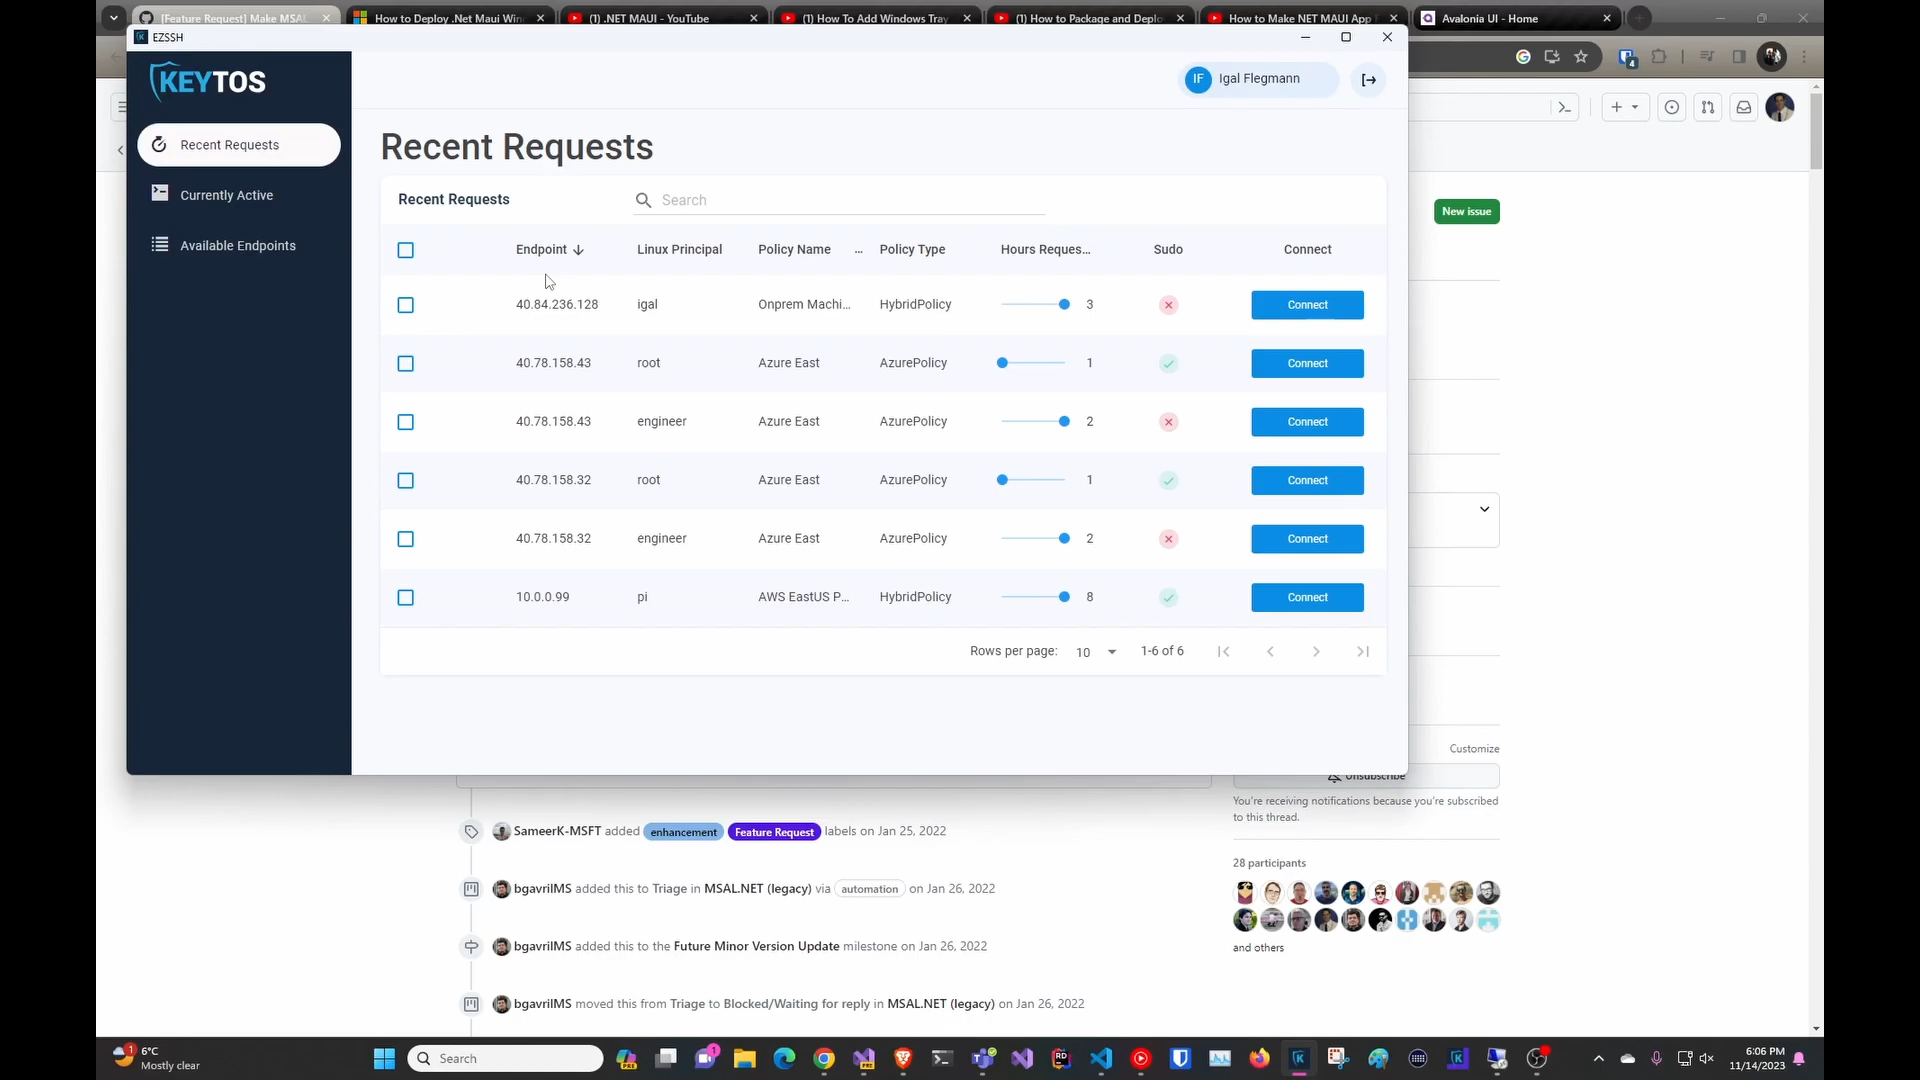 [Feature Request] Make MSAL
How to Deploy .Net Maui Win
(1) .NET MAUI - YouTube
(1) How To Add Windows Tray
(1) How to Package and Deplo
How to Make NET MAUI App
Avalonia UI - Home
EZSSH
4
KEYTOS
IF
Igal Flegmann
Recent Requests
Currently Active
Available Endpoints
Recent Requests
Recent Requests
Search
Endpoint
Linux Principal
Policy Name
...
Policy Type
Hours Reques...
Sudo
Connect
40.84.236.128 igal Onprem Machi... HybridPolicy 3 Connect
40.78.158.43 root Azure East AzurePolicy 1 Connect
40.78.158.43 engineer Azure East AzurePolicy 2 Connect
40.78.158.32 root Azure East AzurePolicy 1 Connect
40.78.158.32 engineer Azure East AzurePolicy 2 Connect
10.0.0.99 pi AWS EastUS P... HybridPolicy 8 Connect
Rows per page: 10 1-6 of 6
New issue
Customize
Unsubscribe
You're receiving notifications because you're subscribed
to this thread.
28 participants
and others
SameerK-MSFT added enhancement Feature Request labels on Jan 25, 2022
bgavrilMS added this to Triage in MSAL.NET (legacy) via automation on Jan 26, 2022
bgavrilMS added this to the Future Minor Version Update milestone on Jan 26, 2022
bgavrilMS moved this from Triage to Blocked/Waiting for reply in MSAL.NET (legacy) on Jan 26, 2022
1
6°C
Mostly clear
Search
6:06 PM
11/14/2023